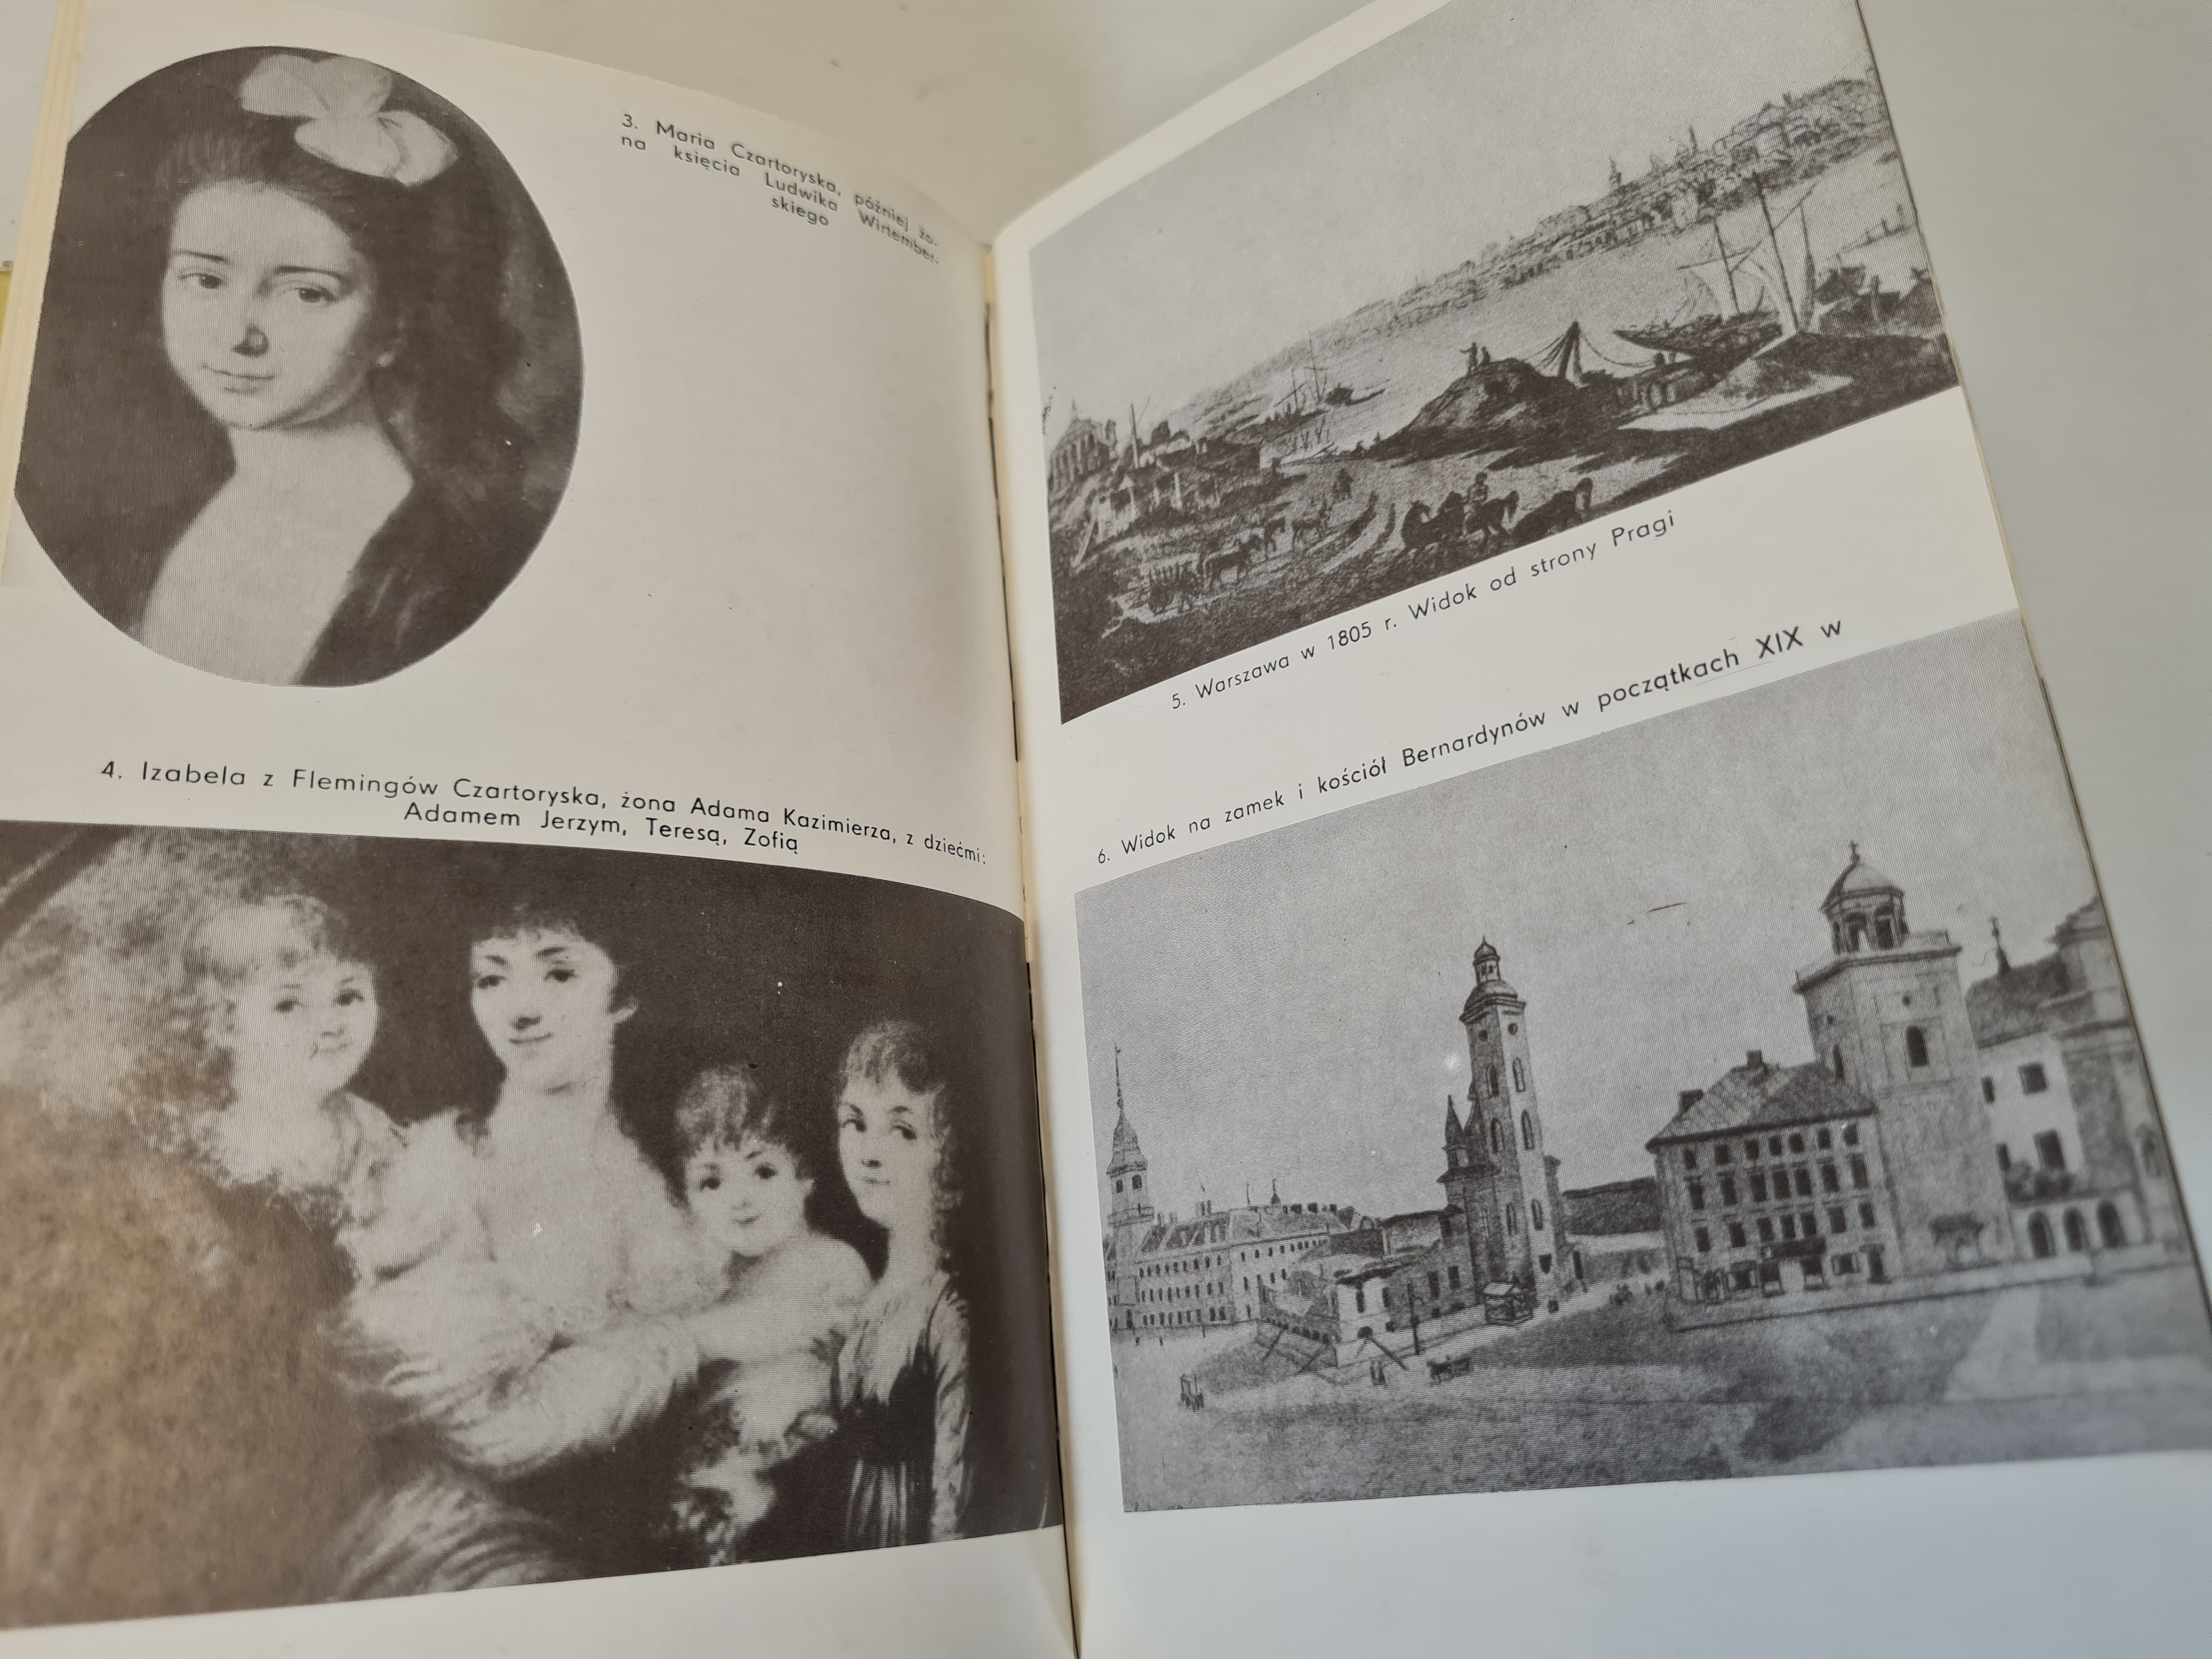 3. Maria Czartoryska, później żo-
na księcia Ludwika Wirtember-
skiego
4. Izabela z Flemingów Czartoryska, żona Adama Kazimierza, z dziećmi:
Adamem Jerzym, Teresą, Zofią
5. Warszawa w 1805 r. Widok od strony Pragi
6. Widok na zamek i kościół Bernardynów w początkach XIX w